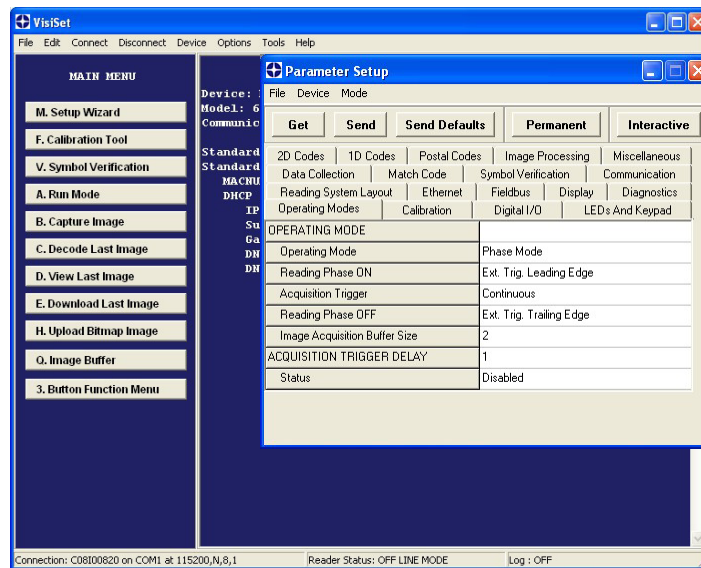 VisiSet
File Edit Connect Disconnect Device Options Tools Help
MAIN MENU
M. Setup Wizard
F. Calibration Tool
V. Symbol Verification
A. Run Mode
B. Capture Image
C. Decode Last Image
D. View Last Image
E. Download Last Image
H. Upload Bitmap Image
Q. Image Buffer
3. Button Function Menu
Device:
Model: 6
Communic
Standard
Standard
MACNU
DHCP
IP
Su
Ga
DN
DN
Parameter Setup
File Device Mode
Get Send Send Defaults Permanent Interactive
2D Codes 1D Codes Postal Codes Image Processing Miscellaneous
Data Collection Match Code Symbol Verification Communication
Reading System Layout Ethernet Fieldbus Display Diagnostics
Operating Modes Calibration Digital I/O LEDs And Keypad
OPERATING MODE
Operating Mode Phase Mode
Reading Phase ON Ext. Trig. Leading Edge
Acquisition Trigger Continuous
Reading Phase OFF Ext. Trig. Trailing Edge
Image Acquisition Buffer Size 2
ACQUISITION TRIGGER DELAY 1
Status Disabled
Connection: C08I00820 on COM1 at 115200,N,8,1 Reader Status: OFF LINE MODE Log : OFF